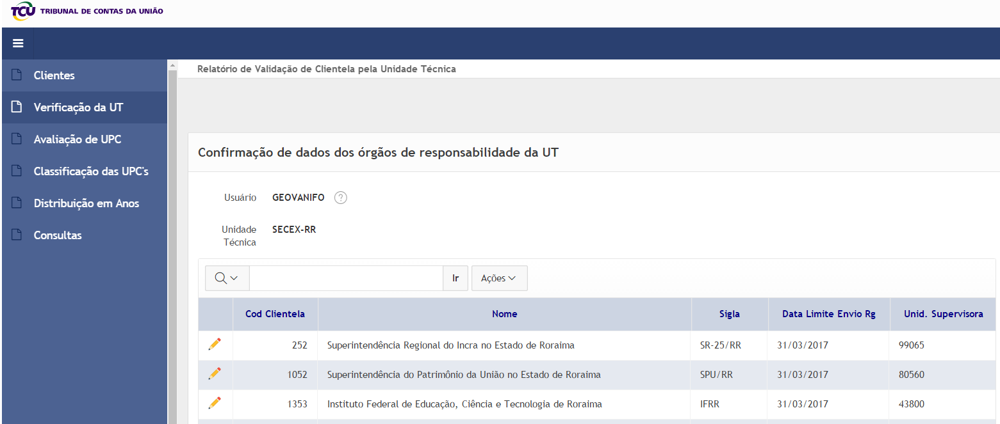 TCU TRIBUNAL DE CONTAS DA UNIÃO
Clientes
Verificação da UT
Avaliação de UPC
Classificação das UPC's
Distribuição em Anos
Consultas
Relatório de Validação de Clientela pela Unidade Técnica
Confirmação de dados dos órgãos de responsabilidade da UT
Usuário GEOVANIFO ?
Unidade Técnica SECEX-RR
Ir Ações
Cod Clientela Nome Sigla Data Limite Envio Rg Unid. Supervisora
252 Superintendência Regional do Incra no Estado de Roraima SR-25/RR 31/03/2017 99065
1052 Superintendência do Patrimônio da União no Estado de Roraima SPU/RR 31/03/2017 80560
1353 Instituto Federal de Educação, Ciência e Tecnologia de Roraima IFRR 31/03/2017 43800